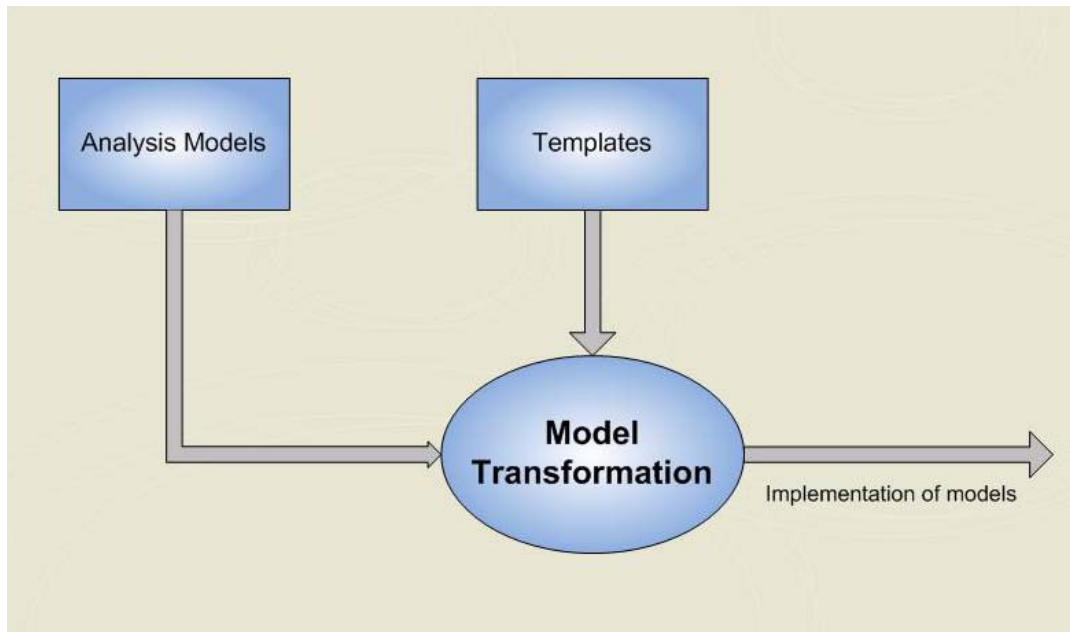 Analysis Models
Templates
Model
Transformation
Implementation of models